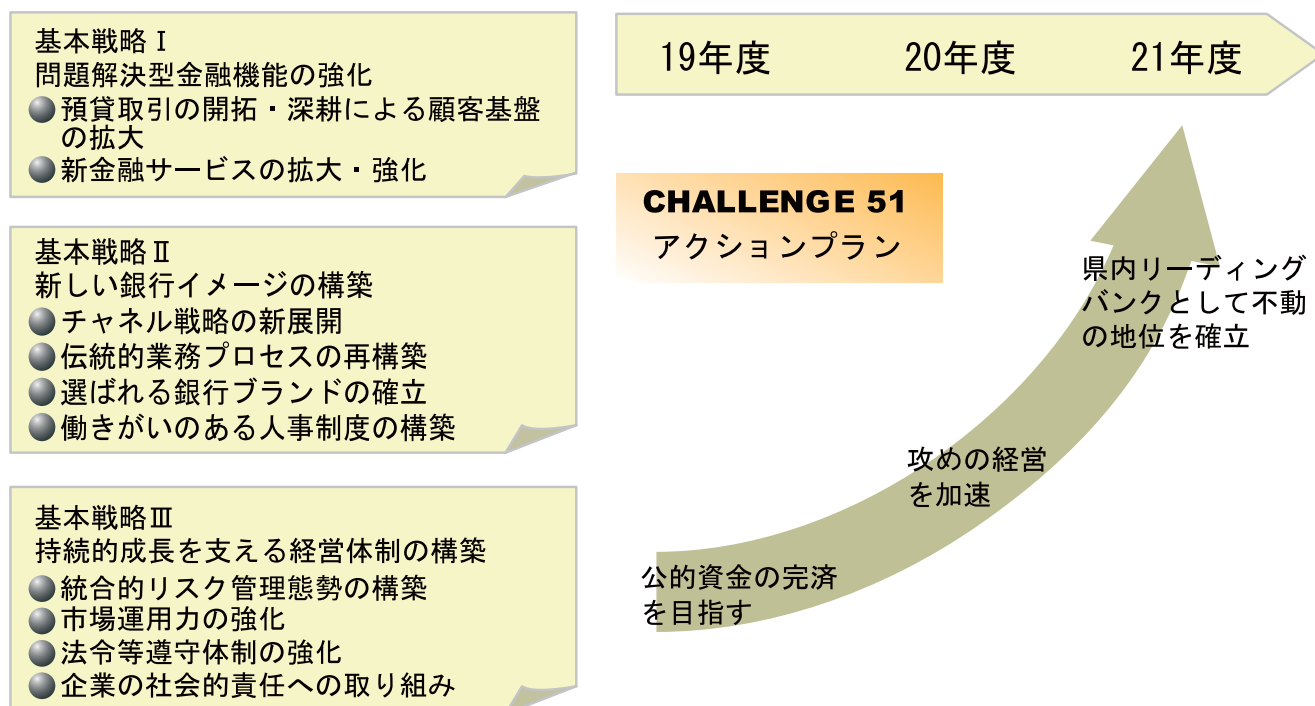 基本戦略Ⅰ
問題解決型金融機能の強化
預貸取引の開拓・深耕による顧客基盤
の拡大
新金融サービスの拡大・強化
基本戦略Ⅱ
新しい銀行イメージの構築
チャネル戦略の新展開
伝統的業務プロセスの再構築
選ばれる銀行ブランドの確立
働きがいのある人事制度の構築
基本戦略Ⅲ
持続的成長を支える経営体制の構築
統合的リスク管理態勢の構築
市場運用力の強化
法令等遵守体制の強化
企業の社会的責任への取り組み
19年度 20年度 21年度
CHALLENGE 51
アクションプラン
県内リーディング
バンクとして不動
の地位を確立
攻めの経営
を加速
公的資金の完済
を目指す